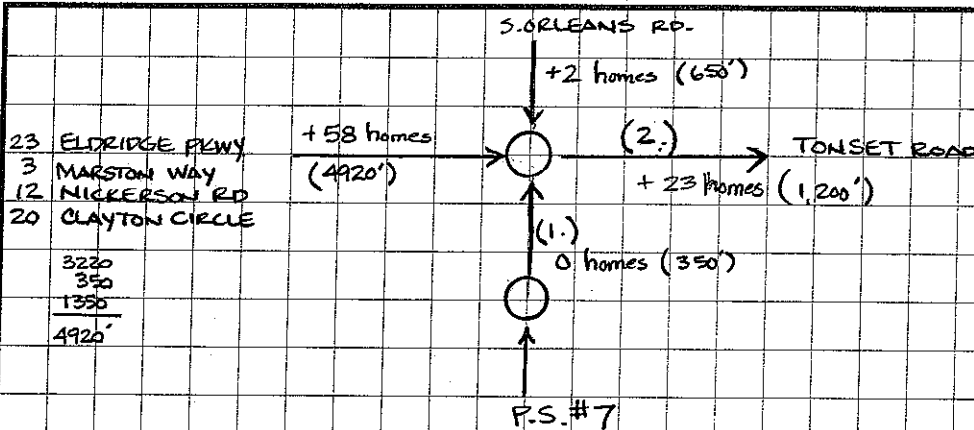 S. ORLEANS RD.
+2 homes (650')
23 ELDRIDGE PKWY
3 MARSTON WAY
12 NICKERSON RD
20 CLAYTON CIRCLE
+58 homes
(4920')
(2.)
TONSET ROAD
+ 23 homes (1,200')
(1.)
0 homes (350')
3220
350
1350
4920'
P.S. #7